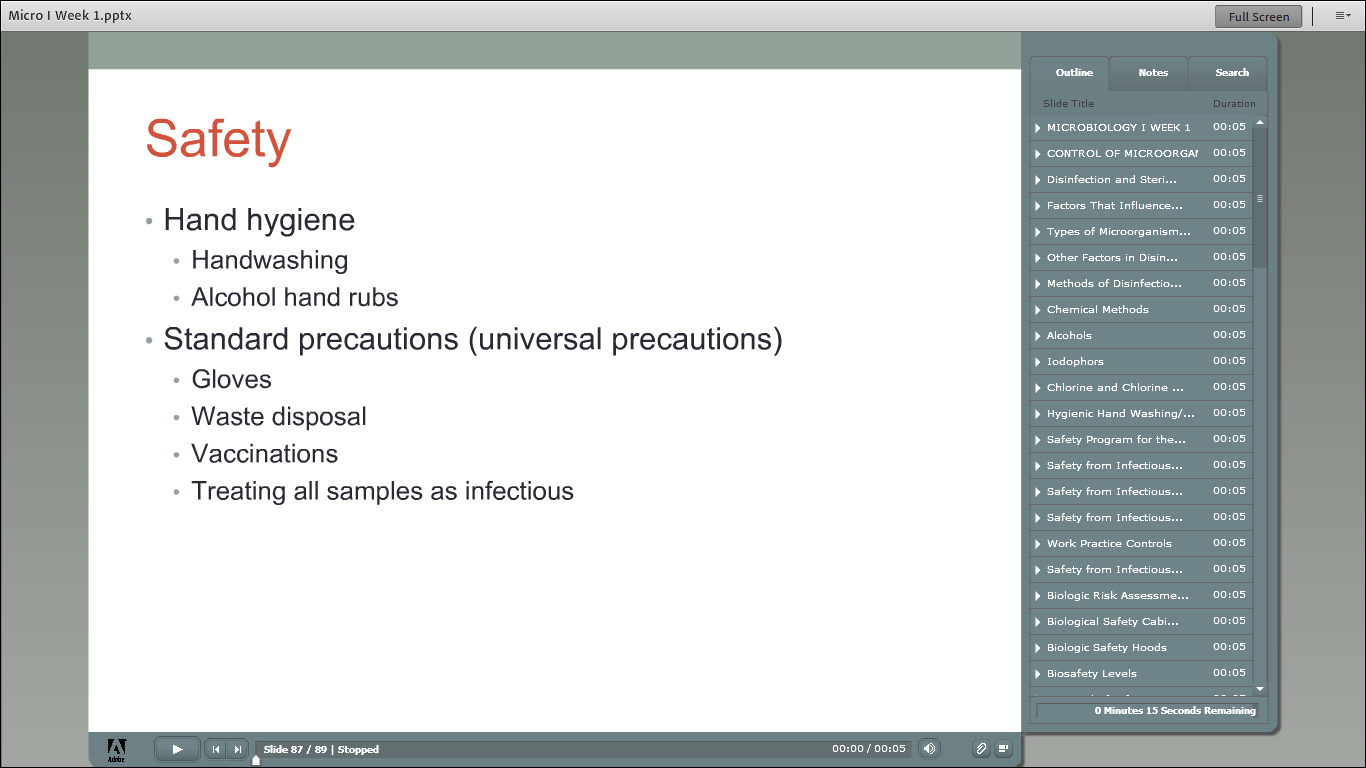 Micro I Week 1.pptx
Full Screen
Safety
• Hand hygiene
• Handwashing
• Alcohol hand rubs
• Standard precautions (universal precautions)
• Gloves
• Waste disposal
• Vaccinations
• Treating all samples as infectious
Outline Notes Search
Slide Title Duration
MICROBIOLOGY I WEEK 1 00:05
CONTROL OF MICROORGAN 00:05
Disinfection and Steri... 00:05
Factors That Influence... 00:05
Types of Microorganism... 00:05
Other Factors in Disin... 00:05
Methods of Disinfectio... 00:05
Chemical Methods 00:05
Alcohols 00:05
Iodophors 00:05
Chlorine and Chlorine ... 00:05
Hygienic Hand Washing/... 00:05
Safety Program for the... 00:05
Safety from Infectious... 00:05
Safety from Infectious... 00:05
Safety from Infectious... 00:05
Work Practice Controls 00:05
Safety from Infectious... 00:05
Biologic Risk Assessme... 00:05
Biological Safety Cabi... 00:05
Biologic Safety Hoods 00:05
Biosafety Levels 00:05
0 Minutes 15 Seconds Remaining
Adobe
Slide 87 / 89 | Stopped
00:00 / 00:05